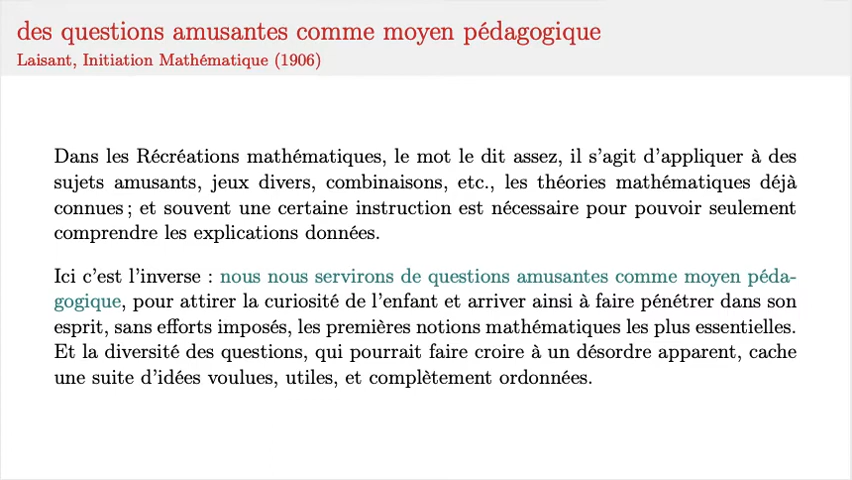 des questions amusantes comme moyen pédagogique
Laisant, Initiation Mathématique (1906)
Dans les Récréations mathématiques, le mot le dit assez, il s'agit d'appliquer à des
sujets amusants, jeux divers, combinaisons, etc., les théories mathématiques déjà
connues ; et souvent une certaine instruction est nécessaire pour pouvoir seulement
comprendre les explications données.
Ici c'est l'inverse : nous nous servirons de questions amusantes comme moyen péda-
gogique, pour attirer la curiosité de l'enfant et arriver ainsi à faire pénétrer dans son
esprit, sans efforts imposés, les premières notions mathématiques les plus essentielles.
Et la diversité des questions, qui pourrait faire croire à un désordre apparent, cache
une suite d'idées voulues, utiles, et complètement ordonnées.